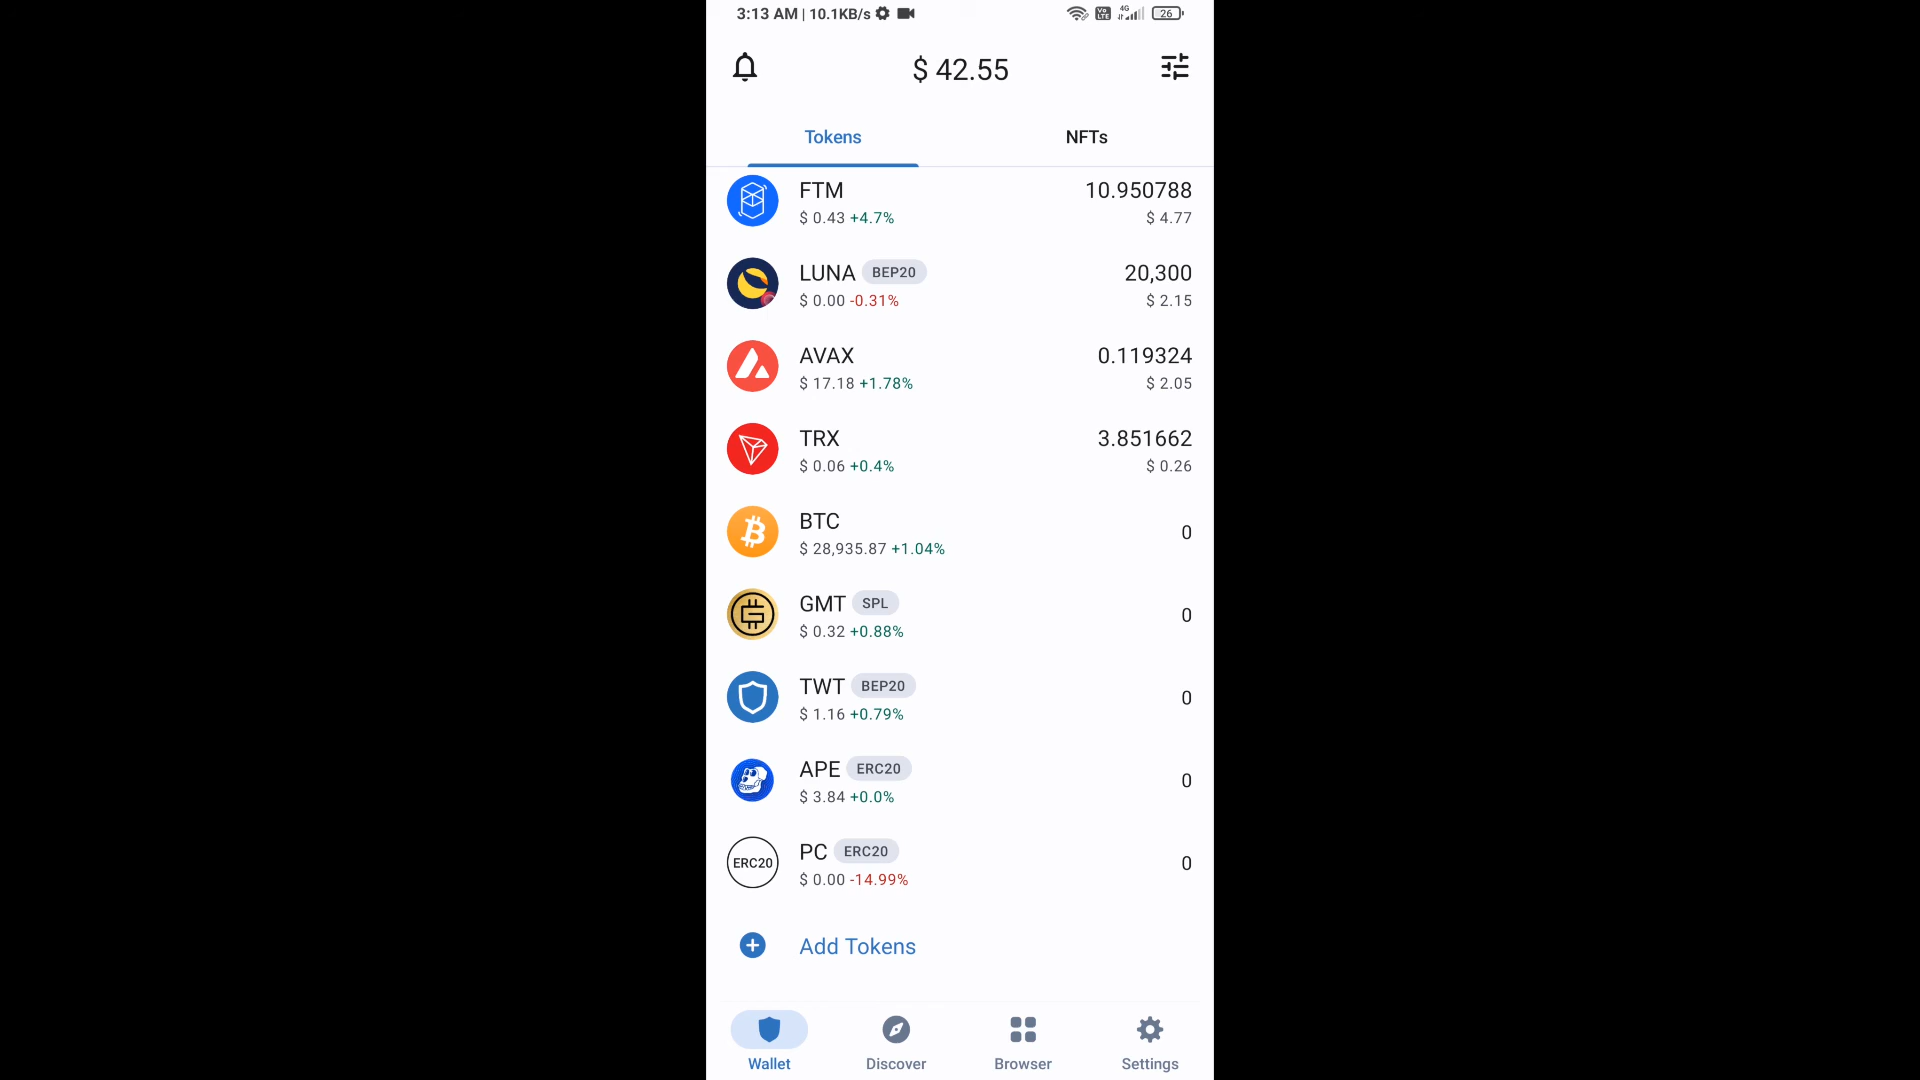 3:13 AM | 10.1KB/s
Vo LTE 4G 26
$ 42.55
Tokens NFTs
FTM 10.950788
$ 0.43 +4.7% $ 4.77
LUNA BEP20 20,300
$ 0.00 -0.31% $ 2.15
AVAX 0.119324
$ 17.18 +1.78% $ 2.05
TRX 3.851662
$ 0.06 +0.4% $ 0.26
BTC
$ 28,935.87 +1.04% 0
GMT SPL
$ 0.32 +0.88% 0
TWT BEP20
$ 1.16 +0.79% 0
APE ERC20
$ 3.84 +0.0% 0
ERC20 PC ERC20
$ 0.00 -14.99% 0
Add Tokens
Wallet Discover Browser Settings